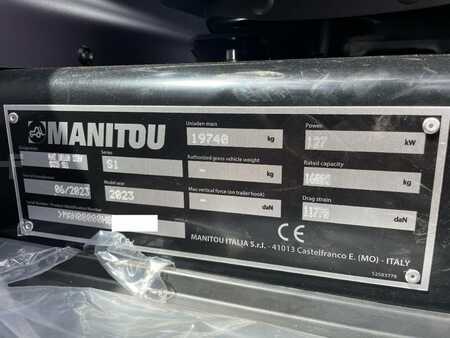 MANITOU
Unladen mass
19740 kg
Power
127 kW
Series
S1
Authorized gross vehicle weight
- kg
Rated capacity
kg
06/2023
Model year
2023
Max vertical force (on trailer hook)
- daN
Drag strain
daN
MANITOU ITALIA S.r.l. - 41013 Castelfranco E. (MO) - ITALY
CE
52583778